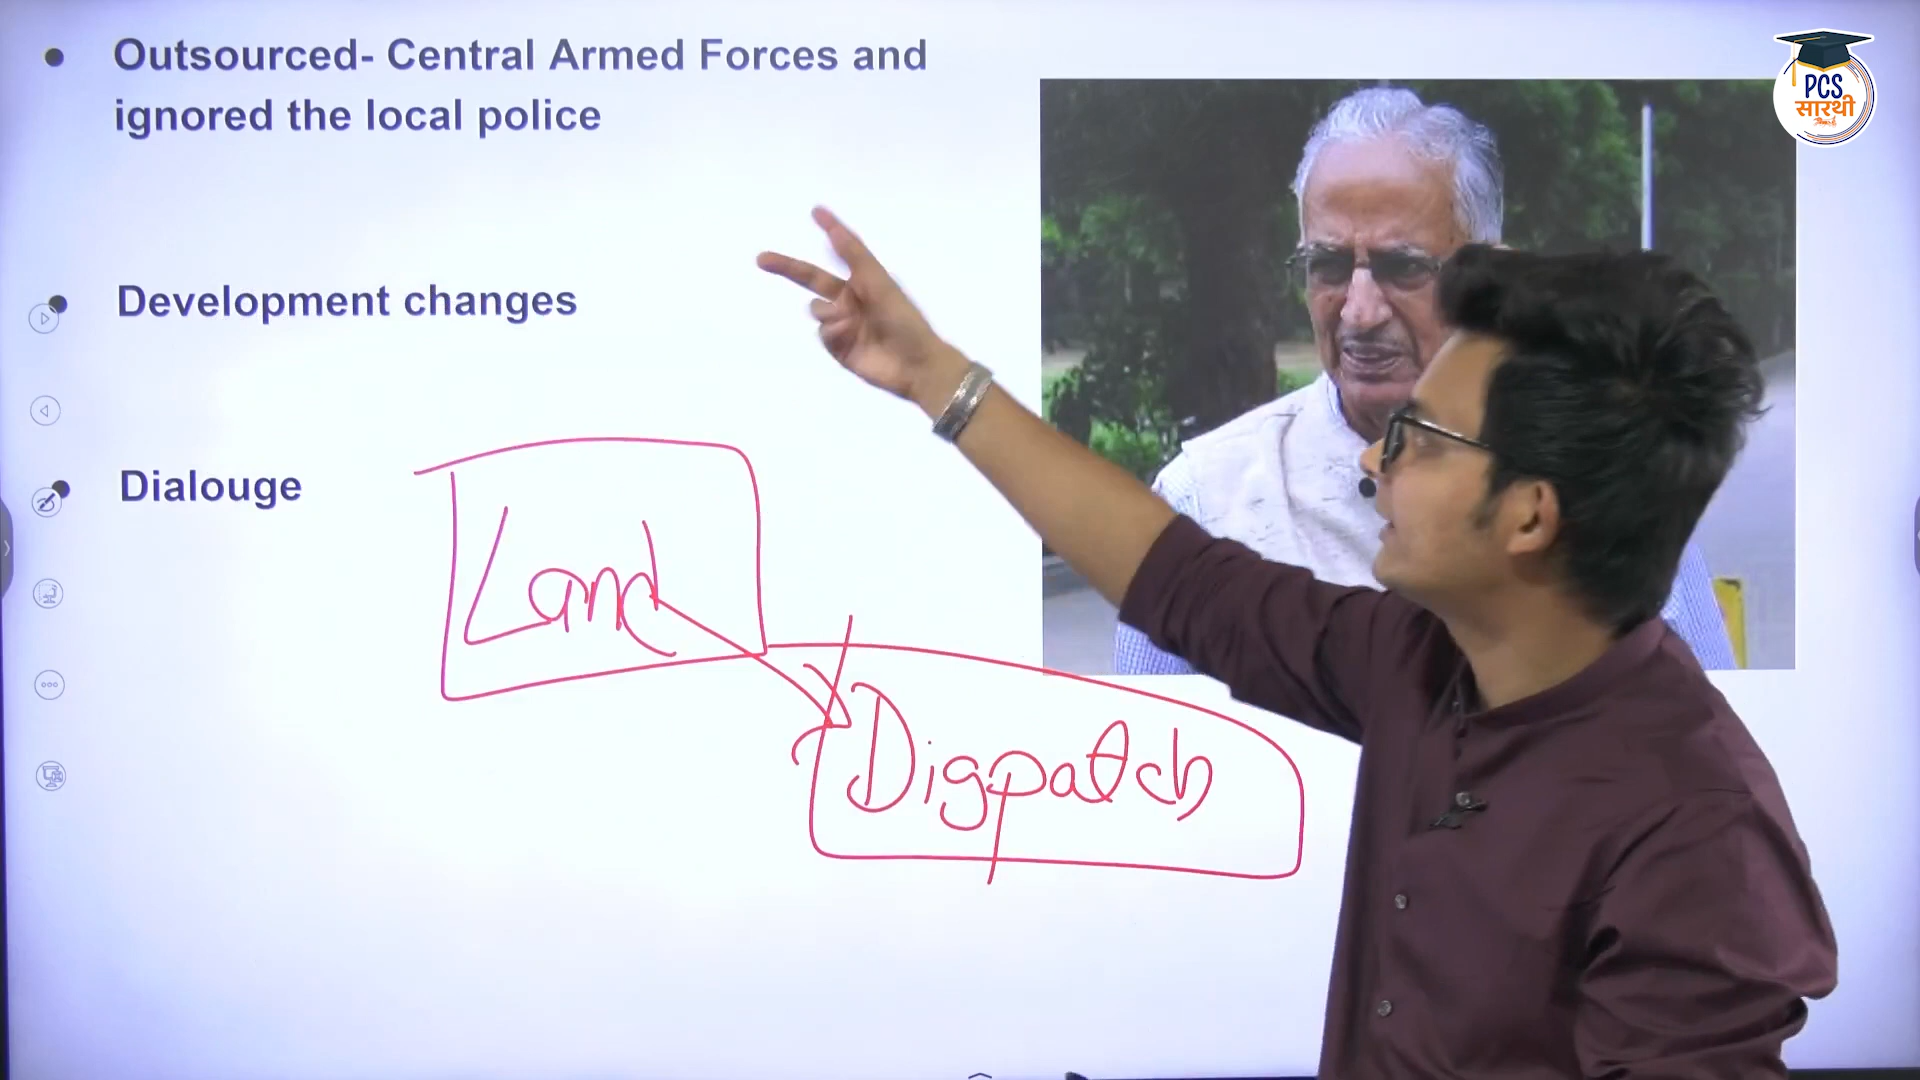 Outsourced- Central Armed Forces and
ignored the local police
Development changes
Dialouge
Land
Digpatch
PCS
सारथी